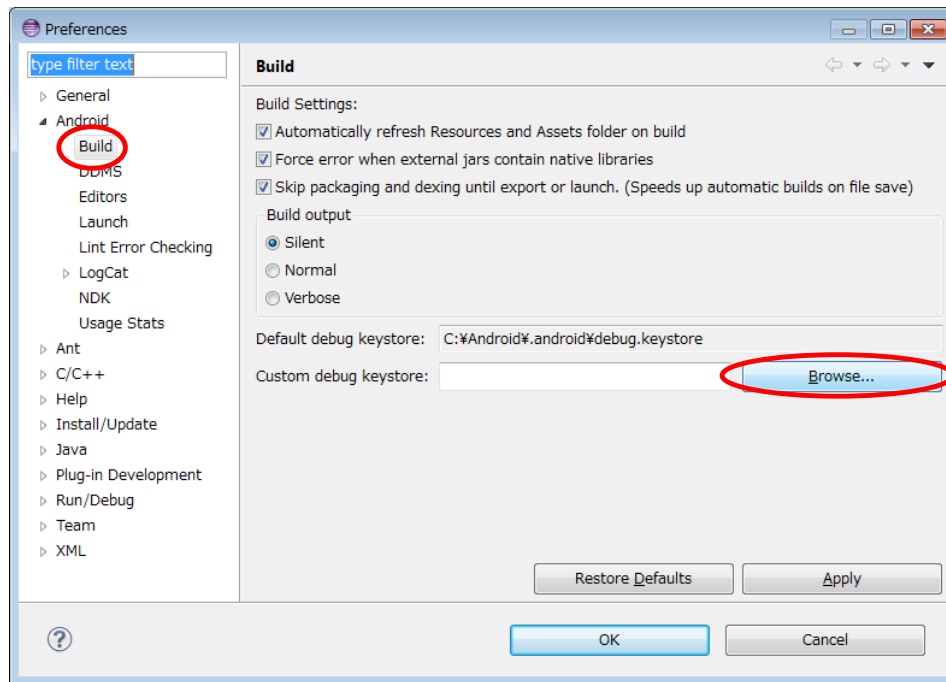 Preferences
type filter text
General
Android
Build
DDMS
Editors
Launch
Lint Error Checking
LogCat
NDK
Usage Stats
Ant
C/C++
Help
Install/Update
Java
Plug-in Development
Run/Debug
Team
XML
Build
Build Settings:
Automatically refresh Resources and Assets folder on build
Force error when external jars contain native libraries
Skip packaging and dexing until export or launch. (Speeds up automatic builds on file save)
Build output
Silent
Normal
Verbose
Default debug keystore: C:¥Android¥.android¥debug.keystore
Custom debug keystore: Browse...
Restore Defaults Apply
? OK Cancel